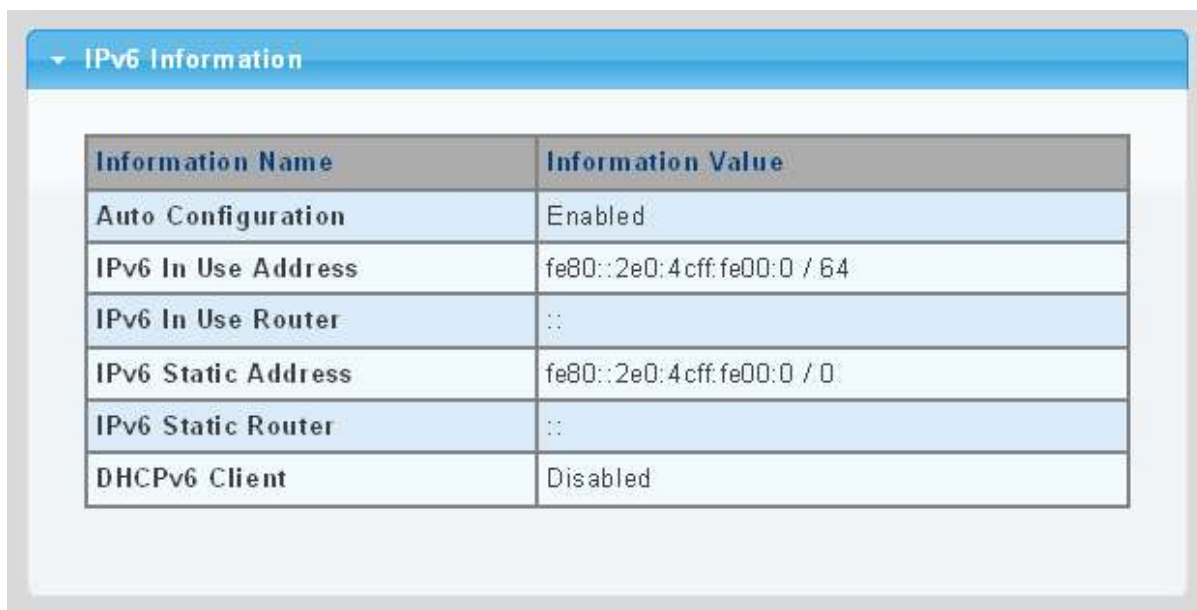 IPv6 Information
Information Name Information Value
Auto Configuration Enabled
IPv6 In Use Address fe80::2e0:4cff:fe00:0 / 64
IPv6 In Use Router ::
IPv6 Static Address fe80::2e0:4cff:fe00:0 / 0
IPv6 Static Router ::
DHCPv6 Client Disabled